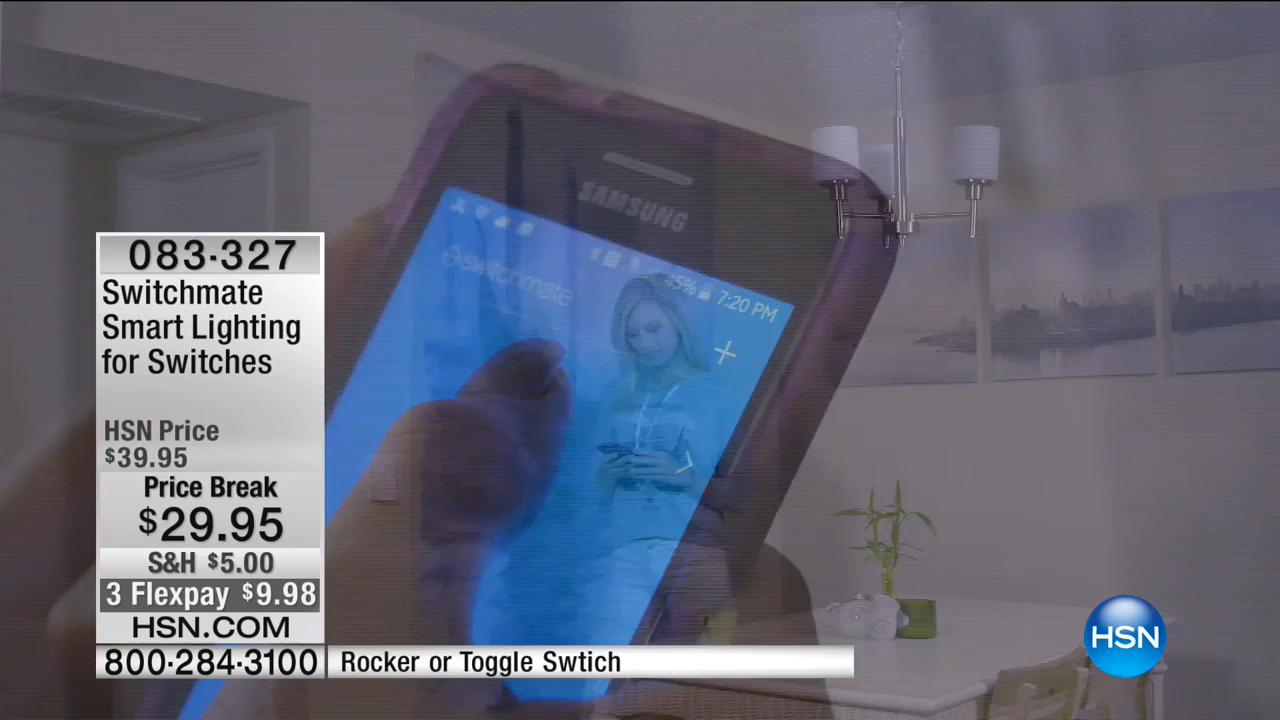 SAMSUNG
switchmate
45% 7:20 PM
+
083·327
Switchmate
Smart Lighting
for Switches
HSN Price
$39.95
Price Break
$29.95
S&H $5.00
3 Flexpay $9.98
HSN.COM
800·284·3100
Rocker or Toggle Swtich
HSN